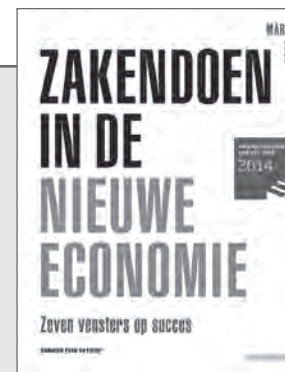 MAR
ZAKENDOEN
IN DE
2014
NIEUWE
ECONOMIE
Zeven vensters op succes